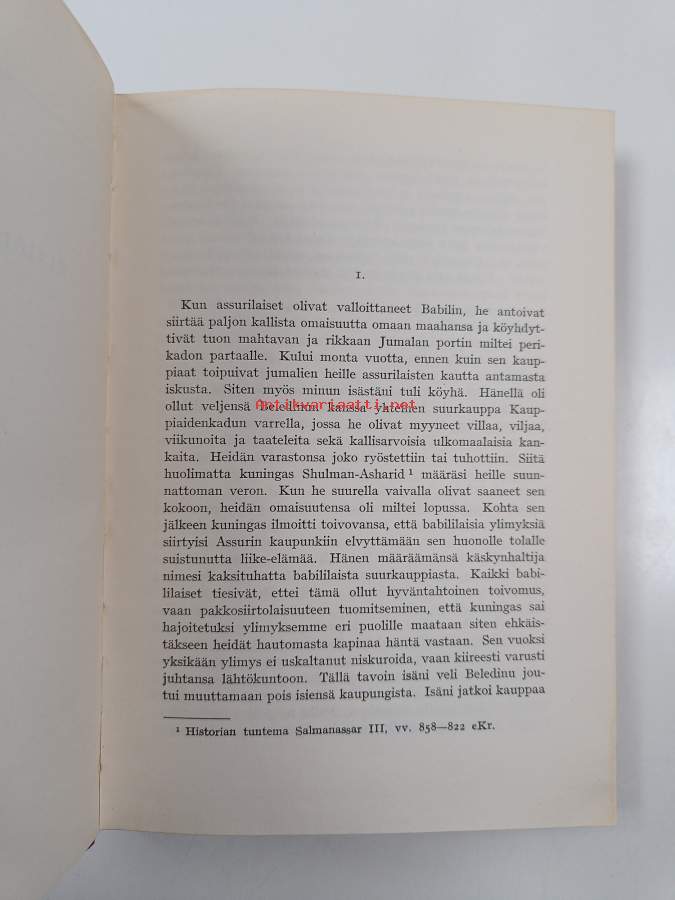 I.
Kun assurilaiset olivat valloittaneet Babilin, he antoivat
siirtää paljon kallista omaisuutta omaan maahansa ja köyhdyt-
tivät tuon mahtavan ja rikkaan Jumalan portin miltei peri-
kadon partaalle. Kului monta vuotta, ennen kuin sen kaup-
piaat toipuivat jumalien heille assurilaisten kautta antamasta
iskusta. Siten myös minun isästäni tuli köyhä. Hänellä oli
ollut veljensä Beledinun kanssa yhteinen suurkauppa Kaup-
Antikvariaatti.net
piaidenkadun varrella, jossa he olivat myyneet villaa, viljaa,
viikunoita ja taateleita sekä kallisarvoisia ulkomaalaisia kan-
kaita. Heidän varastonsa joko ryöstettiin tai tuhottiin. Siitä
huolimatta kuningas Shulman-Asharid ¹ määräsi heille suun-
nattoman veron. Kun he suurella vaivalla olivat saaneet sen
kokoon, heidän omaisuutensa oli miltei lopussa. Kohta sen
jälkeen kuningas ilmoitti toivovansa, että babililaisia ylimyksiä
siirtyisi Assurin kaupunkiin elvyttämään sen huonolle tolalle
suistunutta liike-elämää. Hänen määräämänsä käskynhaltija
nimesi kaksituhatta babililaista suurkauppiasta. Kaikki babi-
lilaiset tiesivät, ettei tämä ollut hyväntahtoinen toivomus,
vaan pakkosiirtolaisuuteen tuomitseminen, että kuningas sai
hajoitetuksi ylimyksemme eri puolille maataan siten ehkäis-
täkseen heidät hautomasta kapinaa häntä vastaan. Sen vuoksi
yksikään ylimys ei uskaltanut niskuroida, vaan kiireesti varusti
juhtansa lähtökuntoon. Tällä tavoin isäni veli Beledinu jou-
tui muuttamaan pois isiensä kaupungista. Isäni jatkoi kauppaa
¹ Historian tuntema Salmanassar III, vv. 858—822 eKr.